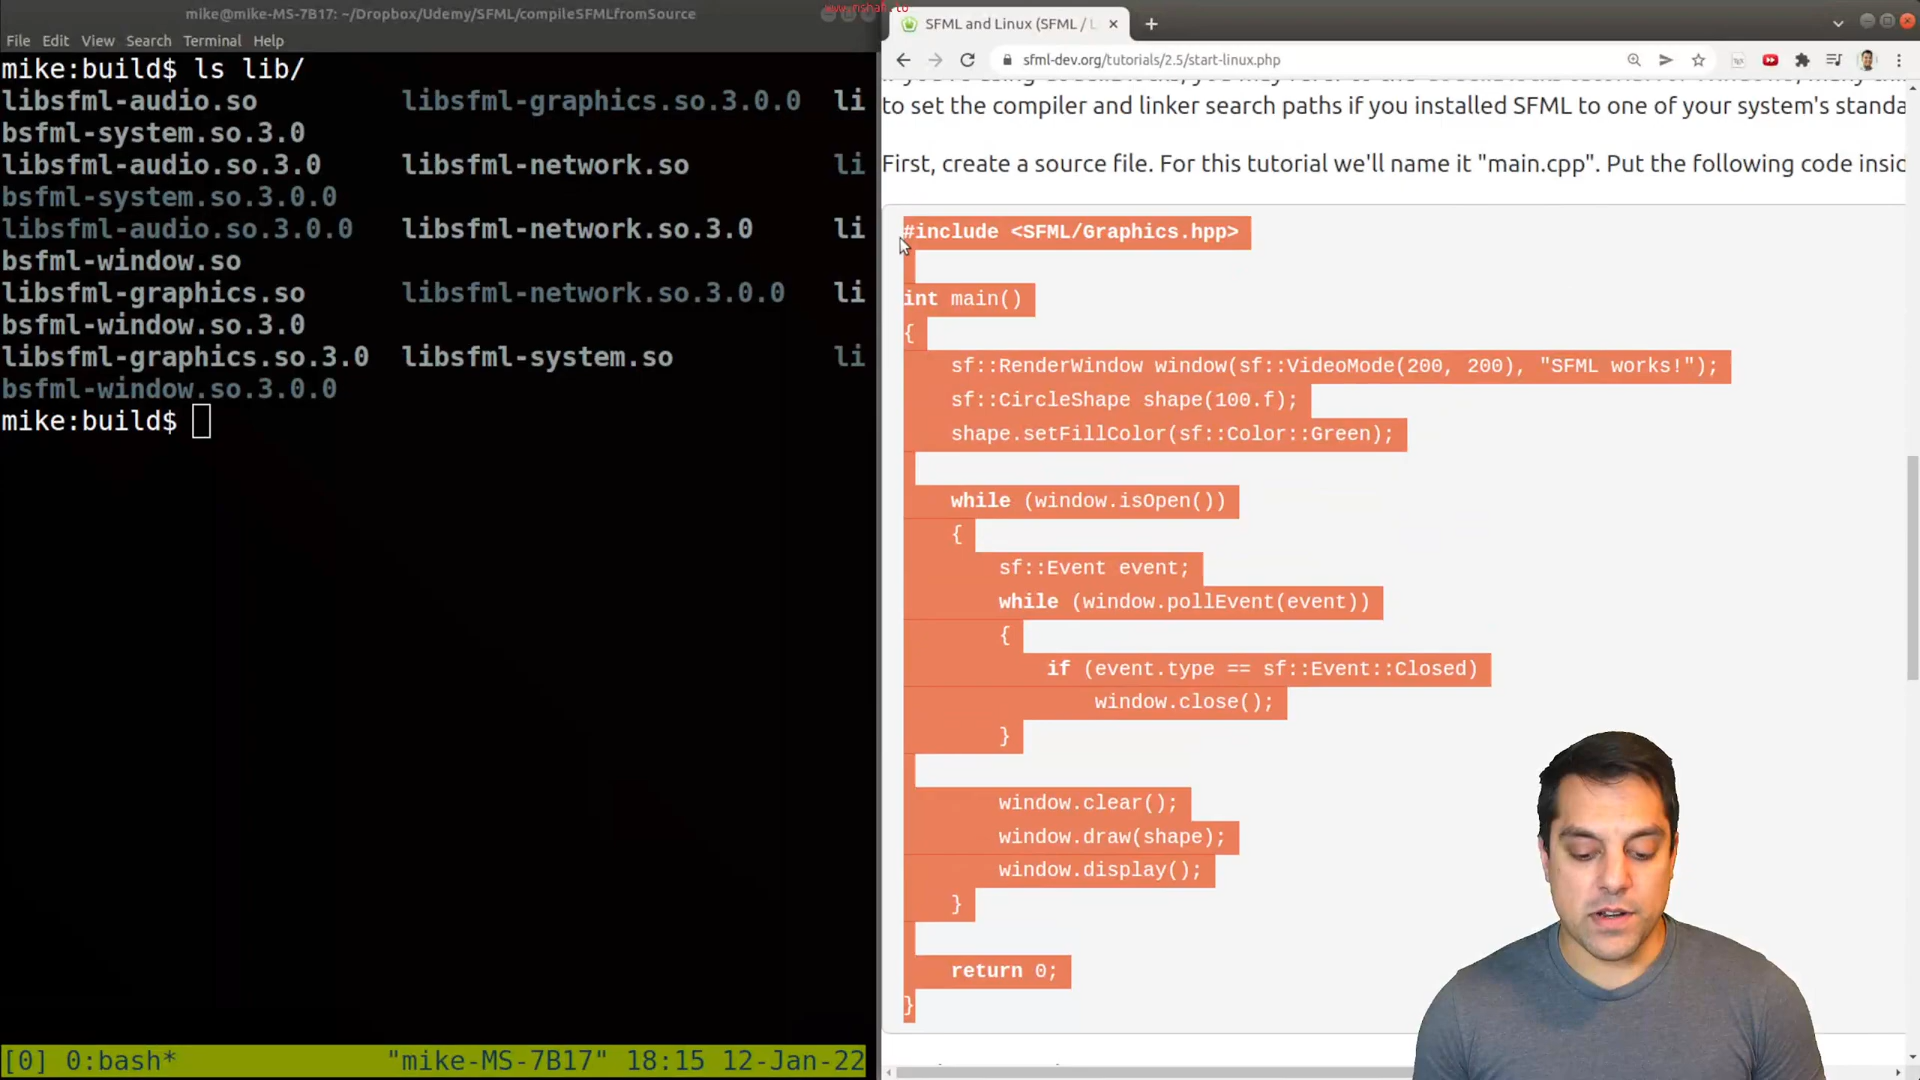 mike@mike-MS-7B17: ~/Dropbox/Udemy/SFML/compileSFMLfromSource
File Edit View Search Terminal Help
mike:build$ ls lib/
libsfml-audio.so libsfml-graphics.so.3.0.0 li
bsfml-system.so.3.0
libsfml-audio.so.3.0 libsfml-network.so li
bsfml-system.so.3.0.0
libsfml-audio.so.3.0.0 libsfml-network.so.3.0 li
bsfml-window.so
libsfml-graphics.so libsfml-network.so.3.0.0 li
bsfml-window.so.3.0
libsfml-graphics.so.3.0 libsfml-system.so li
bsfml-window.so.3.0.0
mike:build$
[0] 0:bash* "mike-MS-7B17" 18:15 12-Jan-22
SFML and Linux (SFML / L
sfml-dev.org/tutorials/2.5/start-linux.php
to set the compiler and linker search paths if you installed SFML to one of your system's standa
First, create a source file. For this tutorial we'll name it "main.cpp". Put the following code insid
#include <SFML/Graphics.hpp>
int main()
{
sf::RenderWindow window(sf::VideoMode(200, 200), "SFML works!");
sf::CircleShape shape(100.f);
shape.setFillColor(sf::Color::Green);
while (window.isOpen())
{
sf::Event event;
while (window.pollEvent(event))
{
if (event.type == sf::Event::Closed)
window.close();
}
window.clear();
window.draw(shape);
window.display();
}
return 0;
}